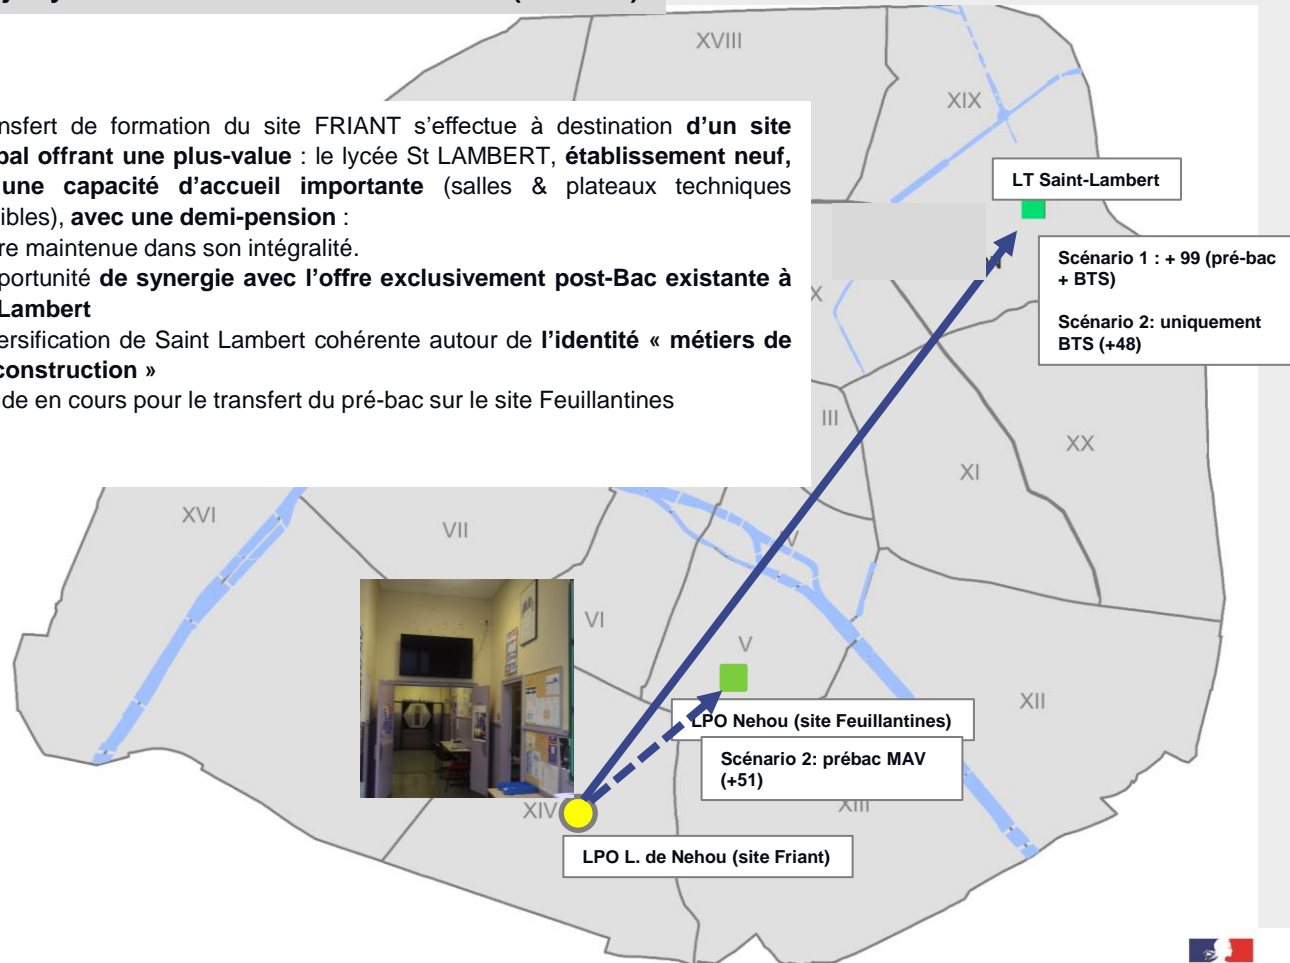 XVIII
XIX
nsfert de formation du site FRIANT s’effectue à destination d’un site
pal offrant une plus-value : le lycée St LAMBERT, établissement neuf,
une capacité d’accueil importante (salles & plateaux techniques
ibles), avec une demi-pension :
re maintenue dans son intégralité.
portunité de synergie avec l’offre exclusivement post-Bac existante à
Lambert
ersification de Saint Lambert cohérente autour de l’identité « métiers de
construction »
de en cours pour le transfert du pré-bac sur le site Feuillantines
LT Saint-Lambert
Scénario 1 : + 99 (pré-bac
+ BTS)
Scénario 2: uniquement
BTS (+48)
X
III
XX
XI
XVI
VII
IV
VI
V
XII
LPO Nehou (site Feuillantines)
Scénario 2: prébac MAV
(+51)
XIV
XIII
LPO L. de Nehou (site Friant)